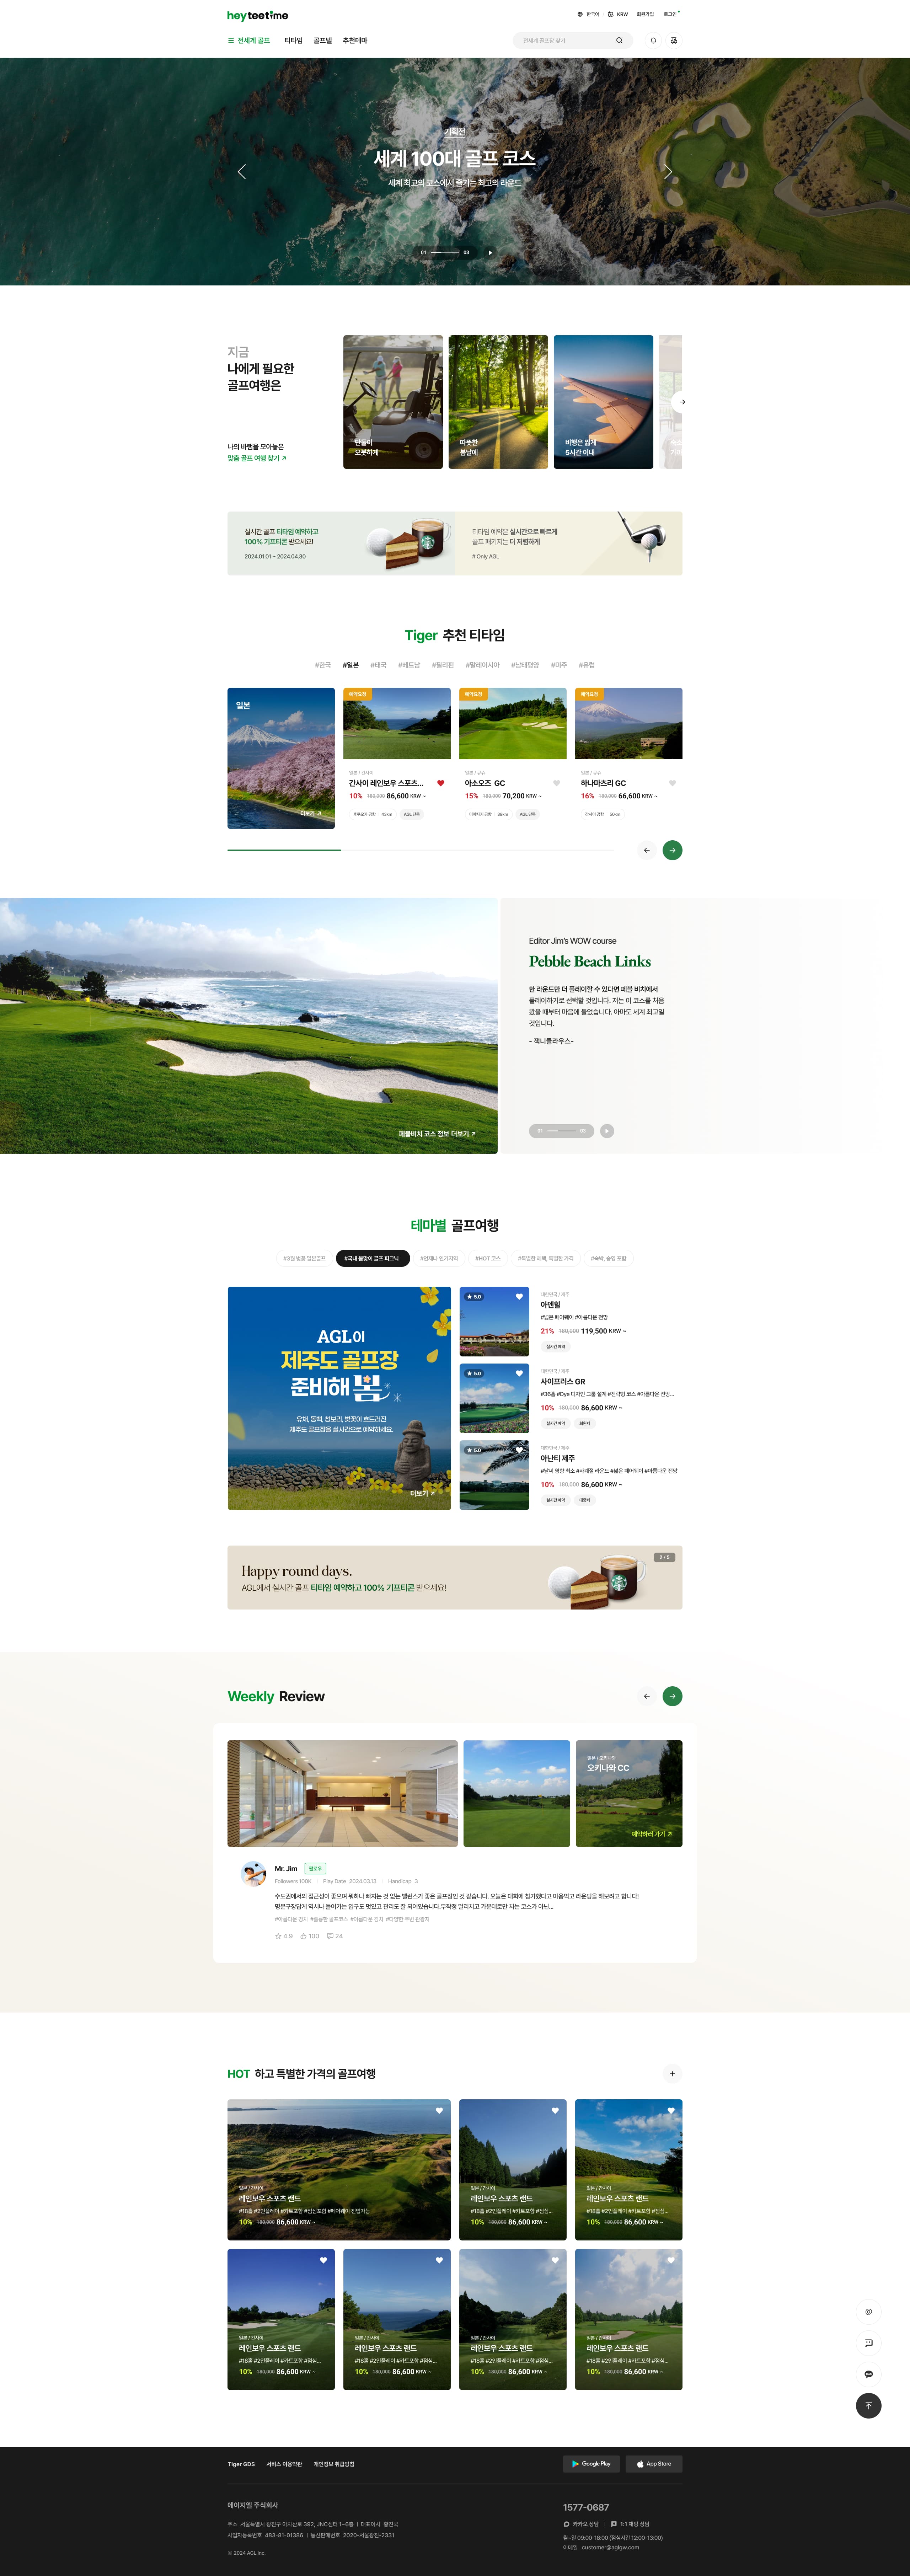 heyteetime
한국어
KRW
회원가입
로그인
전세계 골프
티타임
골프텔
추천테마
전세계 골프장 찾기
기획전
세계 100대 골프 코스
세계 최고의 코스에서 즐기는 최고의 라운드
01
03
지금
나에게 필요한
골프여행은
나의 바램을 모아놓은
맞춤 골프 여행 찾기
단둘이
오붓하게
따뜻한
봄날에
비행은 짧게
5시간 이내
실시간 골프 티타임 예약하고
100% 기프티콘 받으세요!
2024.01.01 ~ 2024.04.30
티타임 예약은 실시간으로 빠르게
골프 패키지는 더 저렴하게
# Only AGL
Tiger 추천 티타임
#한국
#일본
#태국
#베트남
#필리핀
#말레이시아
#남태평양
#미주
#유럽
일본
더보기
예약요청
일본 / 간사이
간사이 레인보우 스포츠...
10% 180,000 86,600 KRW ~
후쿠오카 공항 43km
AGL 단독
예약요청
일본 / 큐슈
아소오즈 GC
15% 180,000 70,200 KRW ~
39km
AGL 단독
예약요청
일본 / 큐슈
하나마츠리 GC
16% 180,000 66,600 KRW ~
간사이 공항 50km
Editor Jim's WOW course
Pebble Beach Links
한 라운드만 더 플레이할 수 있다면 페블 비치에서
플레이하기로 선택할 것입니다. 저는 이 코스를 처음
봤을 때부터 마음에 들었습니다. 아마도 세계 최고일
것입니다.
- 잭니클라우스-
페블비치 코스 정보 더보기
01
03
테마별 골프여행
#3월 벚꽃 일본골프
#국내 봄맞이 골프 피크닉
#언제나 인기지역
#HOT 코스
#특별한 혜택, 특별한 가격
#숙박, 송영 포함
AGL이
제주도 골프장
준비해 봄
유채, 동백, 청보리, 벚꽃이 흐드러진
제주도 골프장을 실시간으로 예약하세요.
더보기
5.0
대한민국 / 제주
아덴힐
#넓은 페어웨이 #아름다운 전망
21% 180,000 119,500 KRW ~
실시간 예약
5.0
대한민국 / 제주
사이프러스 GR
#36홀 #Dye 디자인 그룹 설계 #전략형 코스 #아름다운 전망...
10% 180,000 86,600 KRW ~
실시간 예약
회원제
5.0
대한민국 / 제주
아난티 제주
#날씨 영향 최소 #사계절 라운드 #넓은 페어웨이 #아름다운 전망
10% 180,000 86,600 KRW ~
실시간 예약
대중제
Happy round days.
AGL에서 실시간 골프 티타임 예약하고 100% 기프티콘 받으세요!
2 / 5
Weekly Review
일본 / 오키나와
오키나와 CC
예약하러 가기
Mr. Jim
팔로우
Followers 100K
Play Date 2024.03.13
Handicap 3
수도권에서의 접근성이 좋으며 뭐하나 빠지는 것 없는 밸런스가 좋은 골프장인 것 같습니다. 오늘은 대회에 참가했다고 마음먹고 라운딩을 해보려고 합니다!
명문구장답게 역시나 들어가는 입구도 멋있고 관리도 잘 되어있습니다.무작정 멀리치고 가운데로만 치는 코스가 아닌...
#아름다운 경치 #훌륭한 골프코스 #아름다운 경치 #다양한 주변 관광지
4.9
100
24
HOT 하고 특별한 가격의 골프여행
일본 / 간사이
레인보우 스포츠 랜드
#18홀 #2인플레이 #카트포함 #점심포함 #페어웨이 진입가능
10% 180,000 86,600 KRW ~
일본 / 간사이
레인보우 스포츠 랜드
#18홀 #2인플레이 #카트포함 #점심...
10% 180,000 86,600 KRW ~
일본 / 간사이
레인보우 스포츠 랜드
#18홀 #2인플레이 #카트포함 #점심...
10% 180,000 86,600 KRW ~
일본 / 간사이
레인보우 스포츠 랜드
#18홀 #2인플레이 #카트포함 #점심...
10% 180,000 86,600 KRW ~
일본 / 간사이
레인보우 스포츠 랜드
#18홀 #2인플레이 #카트포함 #점심...
10% 180,000 86,600 KRW ~
일본 / 간사이
레인보우 스포츠 랜드
#18홀 #2인플레이 #카트포함 #점심...
10% 180,000 86,600 KRW ~
일본 / 간사이
레인보우 스포츠 랜드
#18홀 #2인플레이 #카트포함 #점심...
10% 180,000 86,600 KRW ~
Tiger GDS
서비스 이용약관
개인정보 취급방침
Google Play
App Store
에이지엘 주식회사
주소 서울특별시 광진구 아차산로 392, JNC센터 1~6층 | 대표이사 황진국
사업자등록번호 483-81-01386 | 통신판매번호 2020-서울광진-2331
© 2024 AGL Inc.
1577-0687
카카오 상담 | 1:1 채팅 상담
월~일 09:00-18:00 (점심시간 12:00-13:00)
이메일 customer@aglgw.com